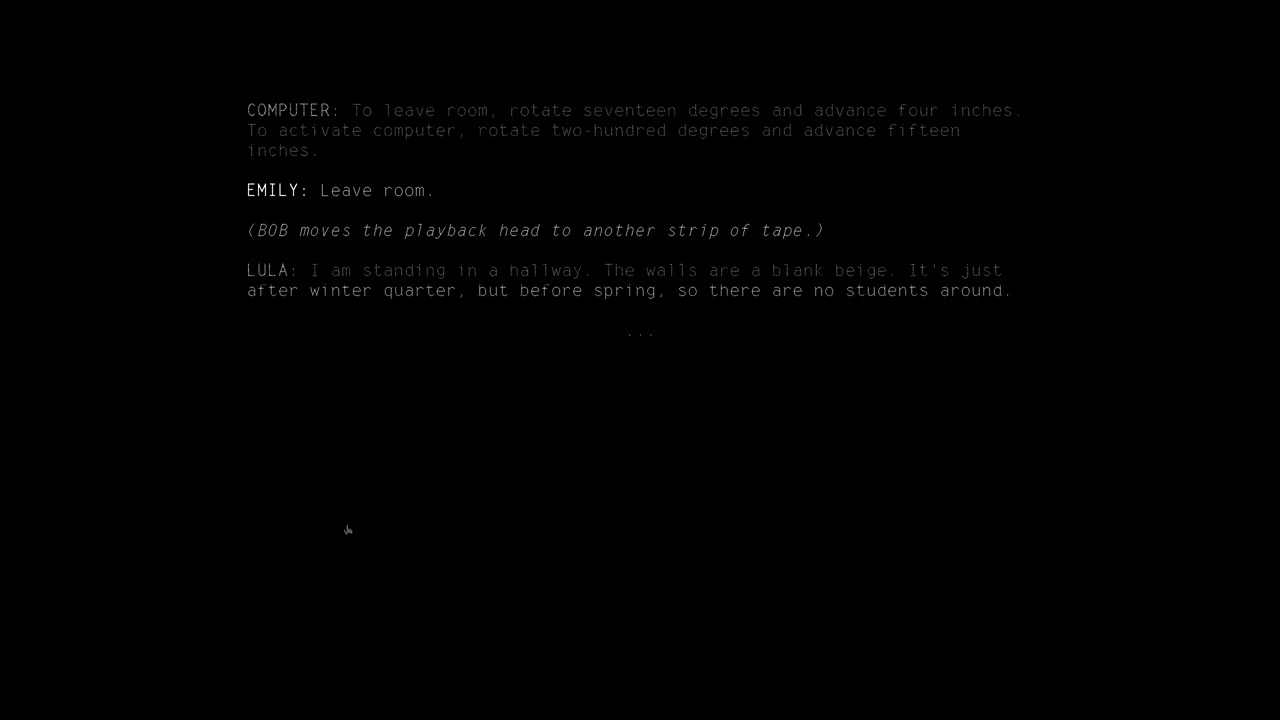 COMPUTER: To leave room, rotate seventeen degrees and advance four inches.
To activate computer, rotate two-hundred degrees and advance fifteen
inches.
EMILY: Leave room.
(BOB moves the playback head to another strip of tape.)
LULA: I am standing in a hallway. The walls are a blank beige. It's just
after winter quarter, but before spring, so there are no students around.
...